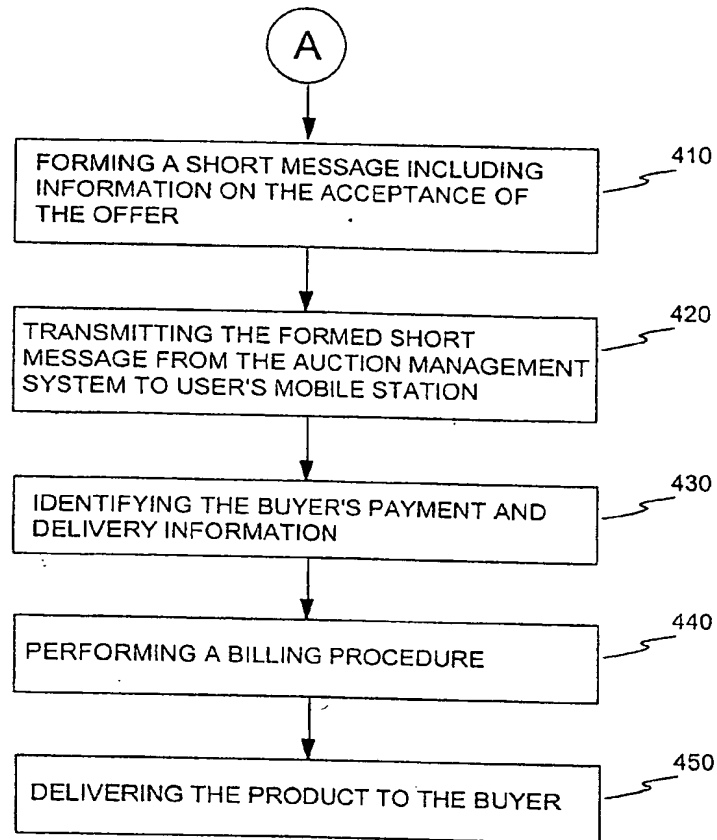 A
FORMING A SHORT MESSAGE INCLUDING
INFORMATION ON THE ACCEPTANCE OF
THE OFFER
410
TRANSMITTING THE FORMED SHORT
MESSAGE FROM THE AUCTION MANAGEMENT
SYSTEM TO USER'S MOBILE STATION
420
IDENTIFYING THE BUYER'S PAYMENT AND
DELIVERY INFORMATION
430
PERFORMING A BILLING PROCEDURE
440
DELIVERING THE PRODUCT TO THE BUYER
450